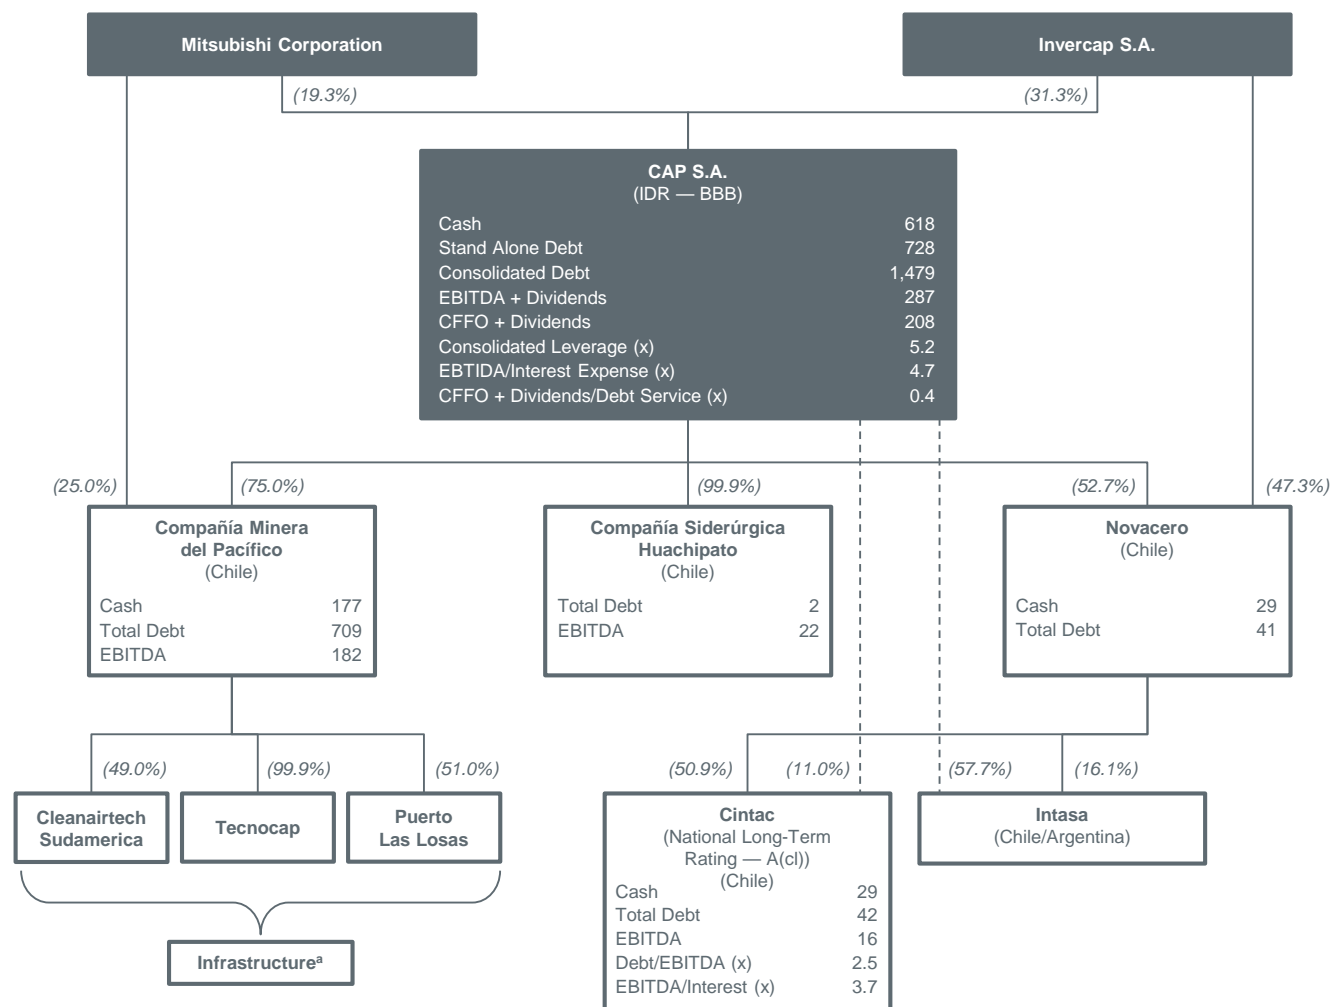 Mitsubishi Corporation
Invercap S.A.
(19.3%)
(31.3%)
CAP S.A.
(IDR — BBB)
Cash 618
Stand Alone Debt 728
Consolidated Debt 1,479
EBITDA + Dividends 287
CFFO + Dividends 208
Consolidated Leverage (x) 5.2
EBTIDA/Interest Expense (x) 4.7
CFFO + Dividends/Debt Service (x) 0.4
(25.0%)
(75.0%)
(99.9%)
(52.7%)
(47.3%)
Compañía Minera
del Pacífico
(Chile)
Cash 177
Total Debt 709
EBITDA 182
Compañía Siderúrgica
Huachipato
(Chile)
Total Debt 2
EBITDA 22
Novacero
(Chile)
Cash 29
Total Debt 41
(49.0%)
(99.9%)
(51.0%)
(50.9%)
(11.0%)
(57.7%)
(16.1%)
Cleanairtech
Sudamerica
Tecnocap
Puerto
Las Losas
Cintac
(National Long-Term
Rating — A(cl))
(Chile)
Cash 29
Total Debt 42
EBITDA 16
Debt/EBITDA (x) 2.5
EBITDA/Interest (x) 3.7
Intasa
(Chile/Argentina)
Infrastructureª